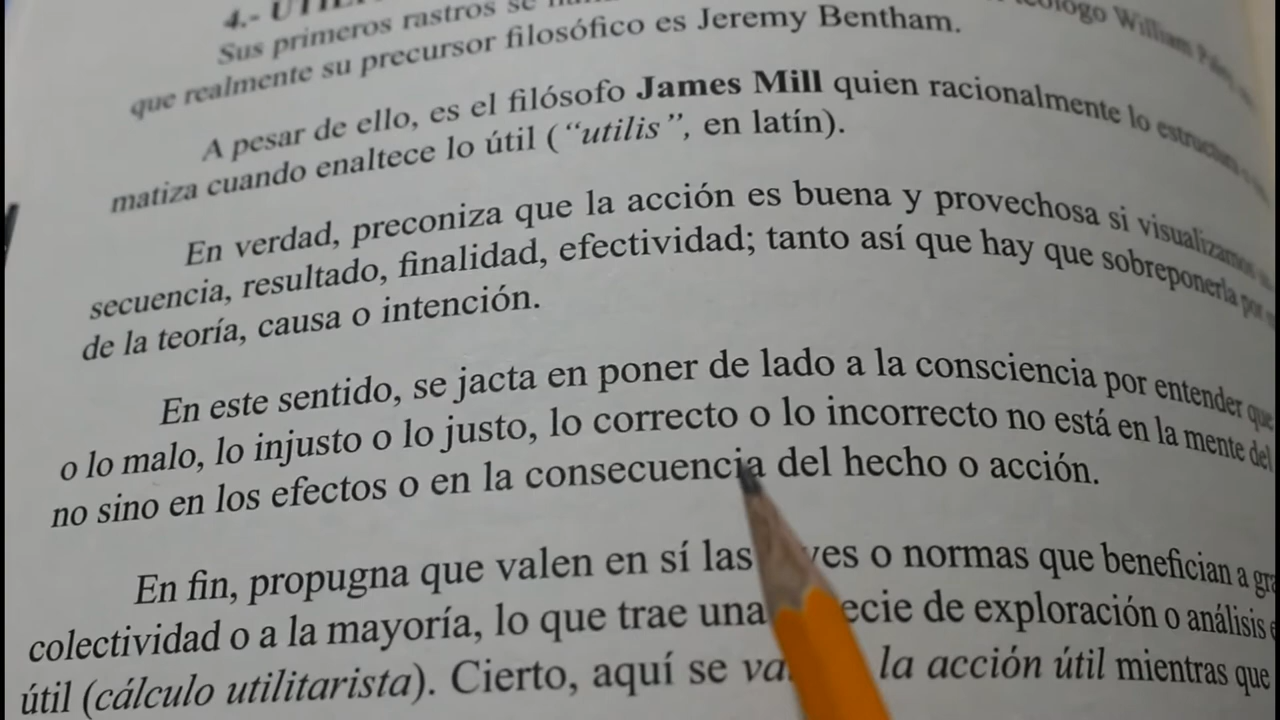 4.-
Sus primeros rastros se William
que realmente su precursor filosófico es Jeremy Bentham.
A pesar de ello, es el filósofo James Mill quien racionalmente lo
matiza cuando enaltece lo útil (“utilis”, en latín).
En verdad, preconiza que la acción es buena y provechosa si visualizamos
secuencia, resultado, finalidad, efectividad; tanto así que hay que sobreponerla por
de la teoría, causa o intención.
En este sentido, se jacta en poner de lado a la consciencia por entender que
o lo malo, lo injusto o lo justo, lo correcto o lo incorrecto no está en la mente del
no sino en los efectos o en la consecuencia del hecho o acción.
En fin, propugna que valen en sí las o normas que benefician a
colectividad o a la mayoría, lo que trae una de exploración o análisis
útil (cálculo utilitarista). Cierto, aquí se la acción útil mientras que